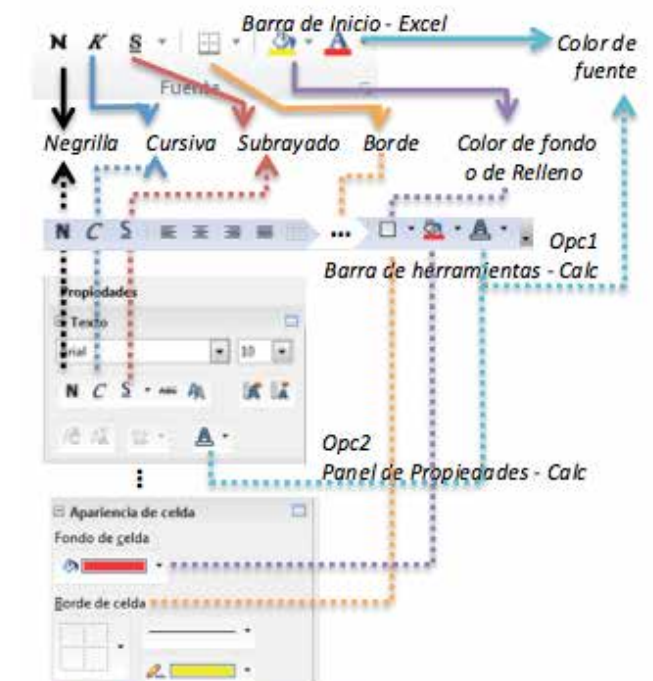 Barra de Inicio - Excel
N K S A
Color de
fuente
Fuente
Negrilla Cursiva Subrayado Borde Color de fondo
o de Relleno
N C S ... A
Opc1
Barra de herramientas - Calc
Propiedades
Texto
Arial 10
N C S ABC
A
Opc2
Panel de Propiedades - Calc
Apariencia de celda
Fondo de celda
Borde de celda